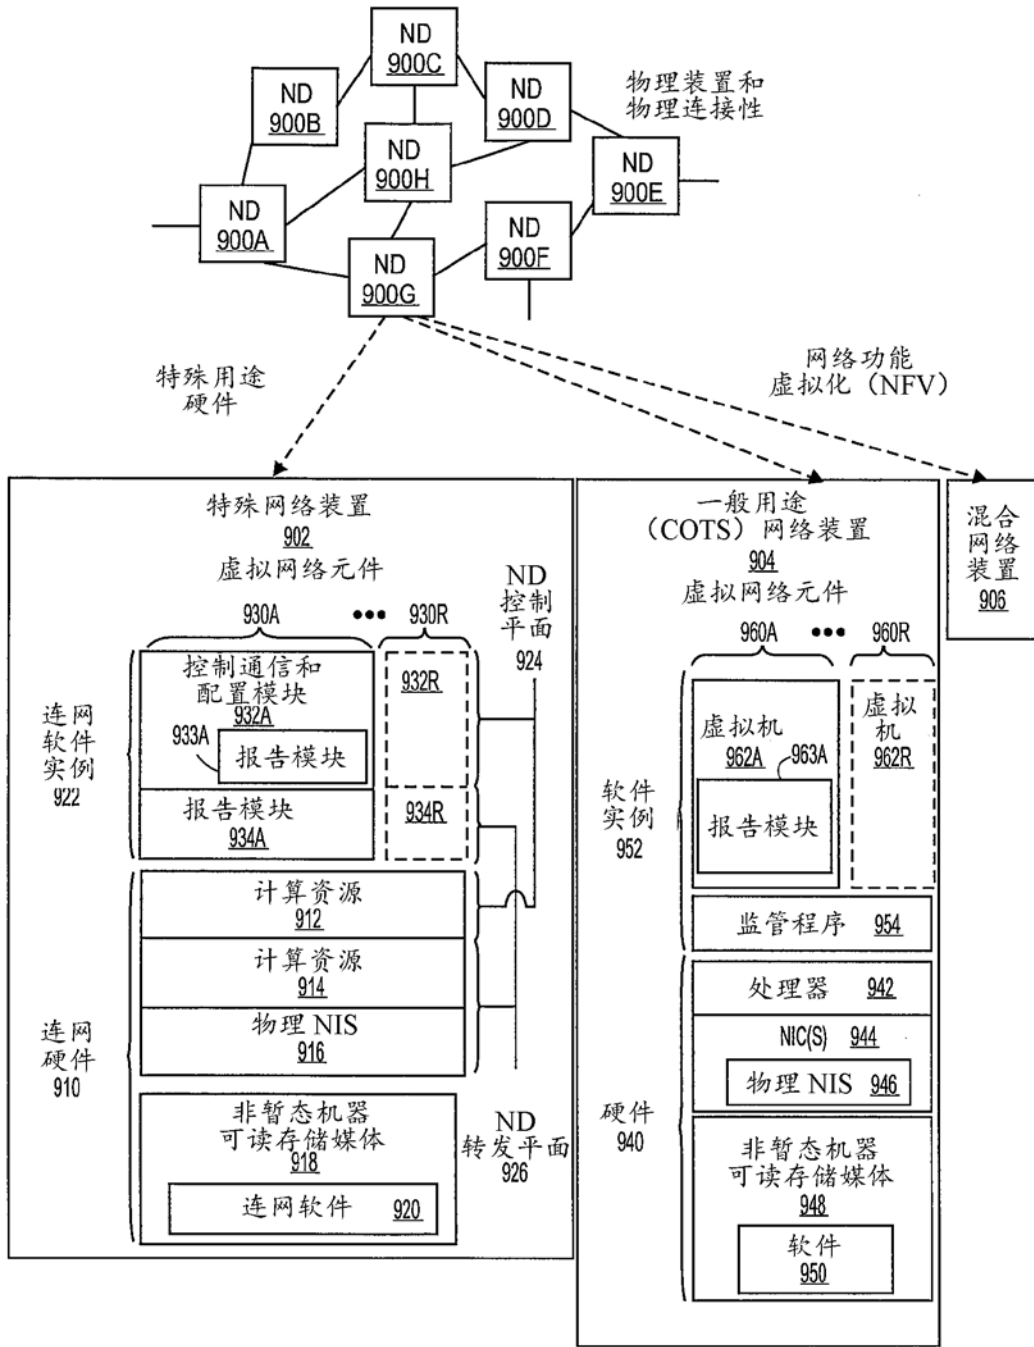 ND
900C
ND
900B
ND
900D
物理装置和
物理连接性
ND
900H
ND
900E
ND
900A
ND
900F
ND
900G
特殊用途
硬件
网络功能
虚拟化（NFV）
特殊网络装置
902
虚拟网络元件
930A ••• 930R
ND
控制
平面
924
连网
软件
实例
922
控制通信和
配置模块
932A
933A
报告模块
932R
报告模块
934A
934R
连网
硬件
910
计算资源
912
计算资源
914
物理 NIS
916
非暂态机器
可读存储媒体
918
连网软件 920
ND
转发平面
926
一般用途
（COTS）网络装置
904
虚拟网络元件
960A ••• 960R
软件
实例
952
虚拟机
962A
963A
报告模块
虚拟
机
962R
监管程序 954
硬件
940
处理器 942
NIC(S) 944
物理 NIS 946
非暂态机器
可读存储媒体
948
软件
950
混合
网络
装置
906